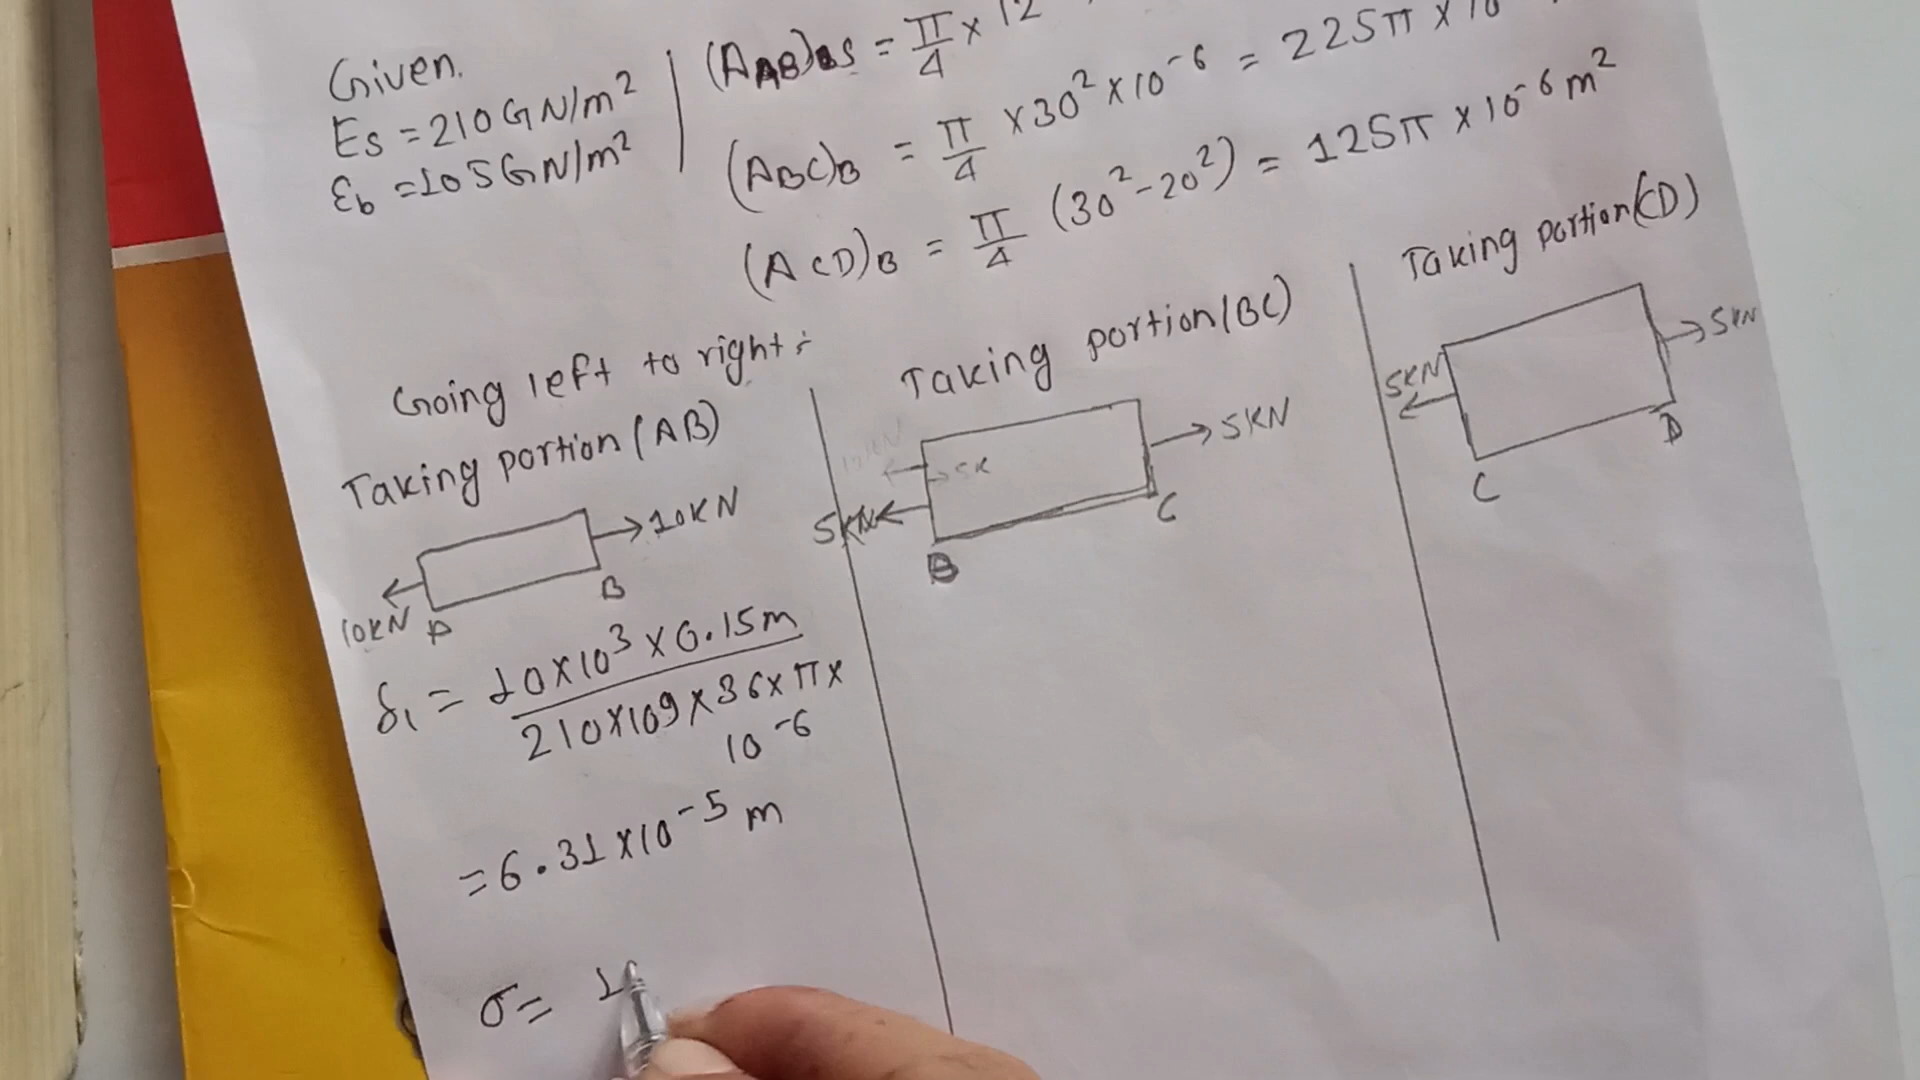 Given.
Es = 210 GN/m²
Eb = 105 GN/m²
(AAB)s = π/4 × 12
(ABC)B = π/4 × 30² × 10⁻⁶ = 225π × 10
(ACD)B = π/4 (30² - 20²) = 125π × 10⁻⁶ m²
Going left to right:
Taking portion (AB)
10KN
10KN A
B
δ₁ = 10×10³ × 0.15m / 210×10⁹ × 36 × π × 10⁻⁶
= 6.31 × 10⁻⁵ m
σ =
Taking portion (BC)
5K
5KN
5KN
B
C
Taking portion (CD)
5KN
5KN
C
D